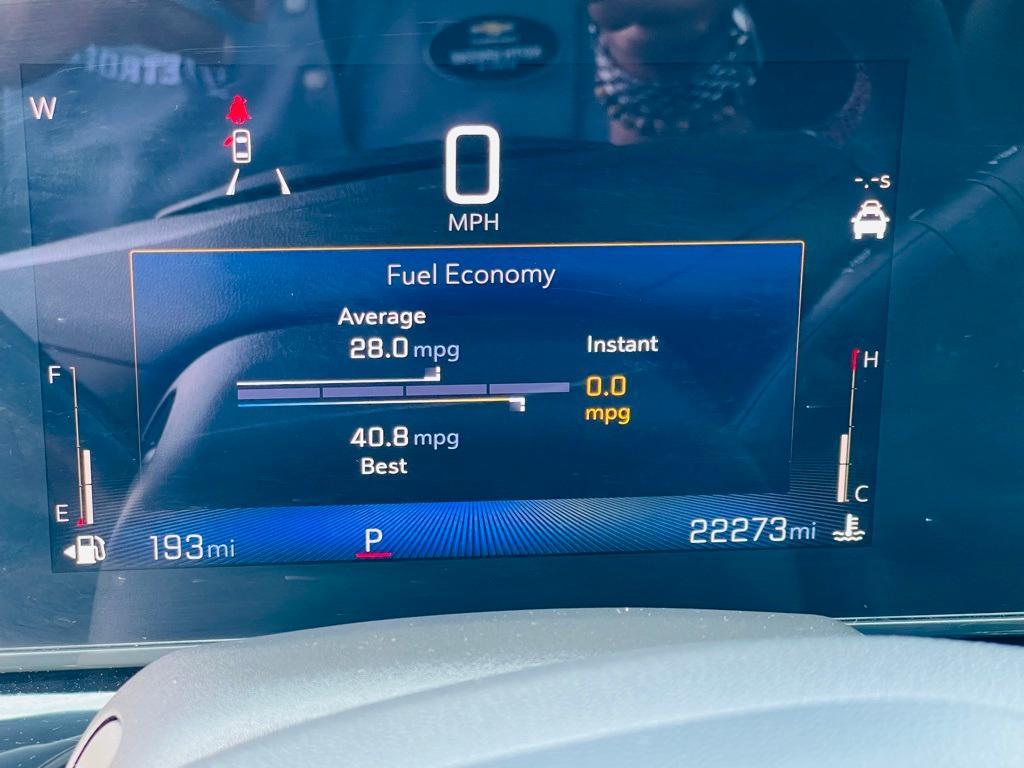 W
0
MPH
-.-s
Fuel Economy
Average
28.0 mpg
Instant
0.0
mpg
40.8 mpg
Best
F
E
H
C
193mi
P
22273mi